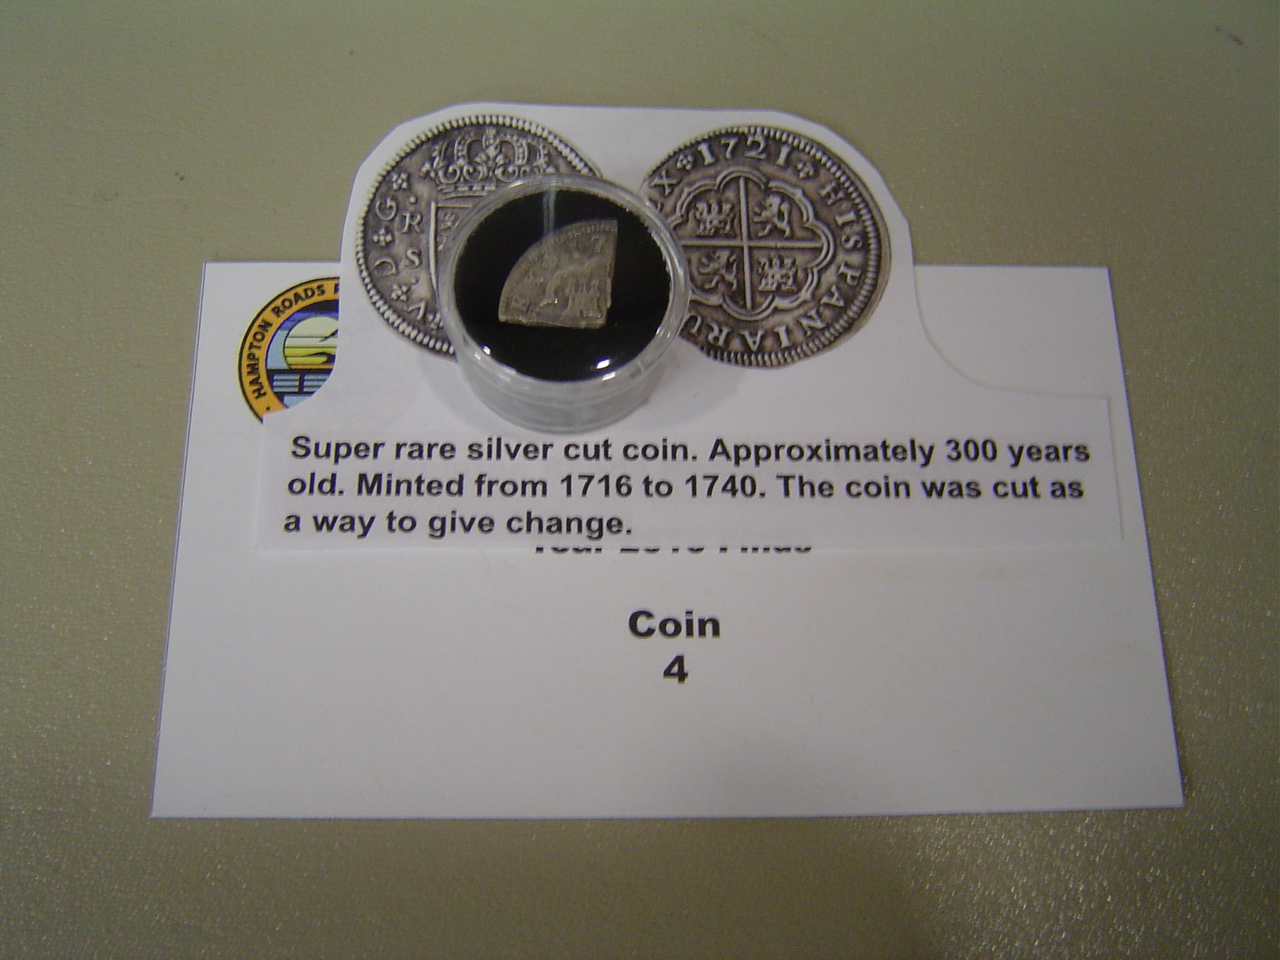 V· D· G·
R
S
X 1721 HISPANIARU
HAMPTON ROADS
Super rare silver cut coin. Approximately 300 years
old. Minted from 1716 to 1740. The coin was cut as
a way to give change.
Coin
4